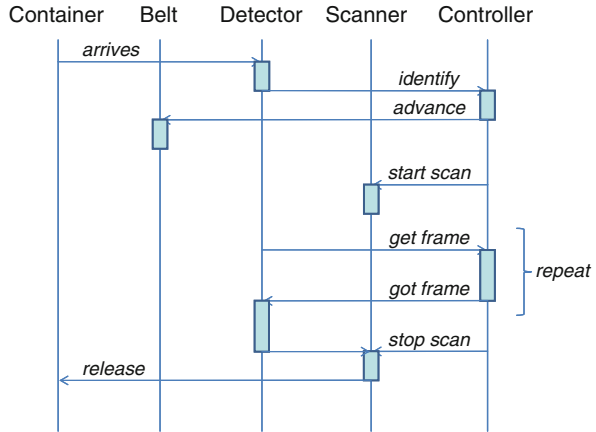 Container Belt Detector Scanner Controller
arrives
identify
advance
start scan
get frame
repeat
got frame
stop scan
release